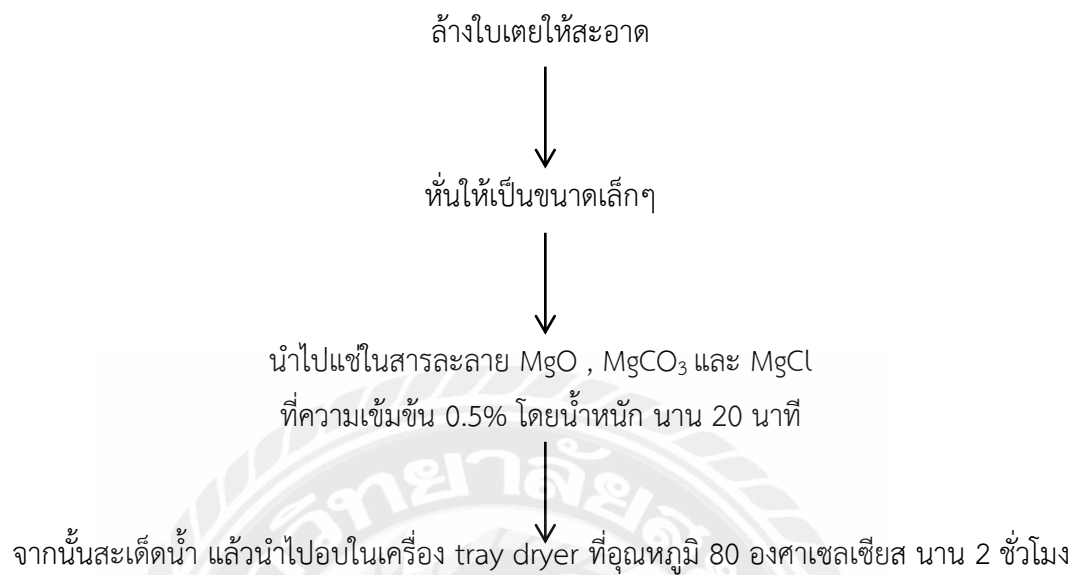 ล้างใบเตยให้สะอาด
หั่นให้เป็นขนาดเล็กๆ
นำไปแช่ในสารละลาย MgO , MgCO₃ และ MgCl
ที่ความเข้มข้น 0.5% โดยน้ำหนัก นาน 20 นาที
จากนั้นสะเด็ดน้ำ แล้วนำไปอบในเครื่อง tray dryer ที่อุณหภูมิ 80 องศาเซลเซียส นาน 2 ชั่วโมง